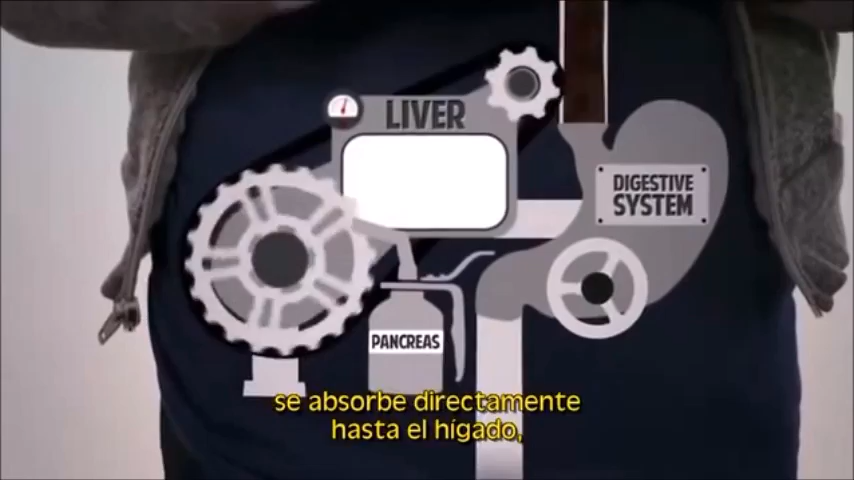 LIVER
DIGESTIVE
SYSTEM
PANCREAS
se absorbe directamente
hasta el hígado,